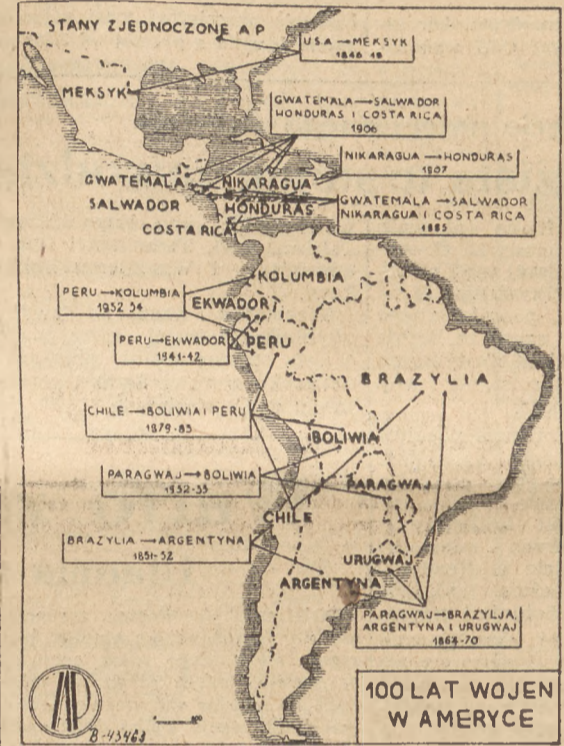 STANY ZJEDNOCZONE A P
U.S.A → MEKSYK
1846-48
MEKSYK
GWATEMALA → SALWADOR
HONDURAS I COSTA RICA
1906
NIKARAGUA → HONDURAS
1907
GWATEMALA
NIKARAGUA
GWATEMALA → SALWADOR
NIKARAGUA I COSTA RICA
1885
SALWADOR
HONDURAS
COSTA RICA
KOLUMBIA
PERU → KOLUMBIA
1932-34
EKWADOR
PERU → EKWADOR
1941-42
PERU
BRAZYLIA
CHILE → BOLIWIA I PERU
1879-83
BOLIWIA
PARAGWAJ → BOLIWIA
1932-35
PARAGWAJ
CHILE
BRAZYLIA → ARGENTYNA
1851-52
URUGWAJ
ARGENTYNA
PARAGWAJ → BRAZYLJA,
ARGENTYNA I URUGWAJ
1864-70
AP
B-43463
100 LAT WOJEN
W AMERYCE